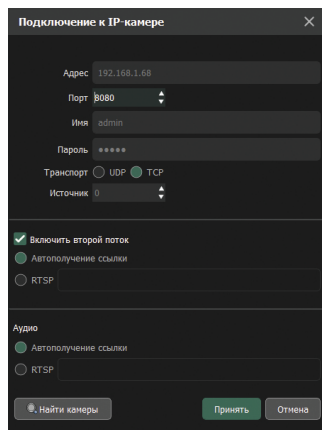 Подключение к IP-камере
Адрес 192.168.1.68
Порт 8080
Имя admin
Пароль •••••
Транспорт UDP TCP
Источник 0
Включить второй поток
Автополучение ссылки
RTSP
Аудио
Автополучение ссылки
RTSP
Найти камеры Принять Отмена